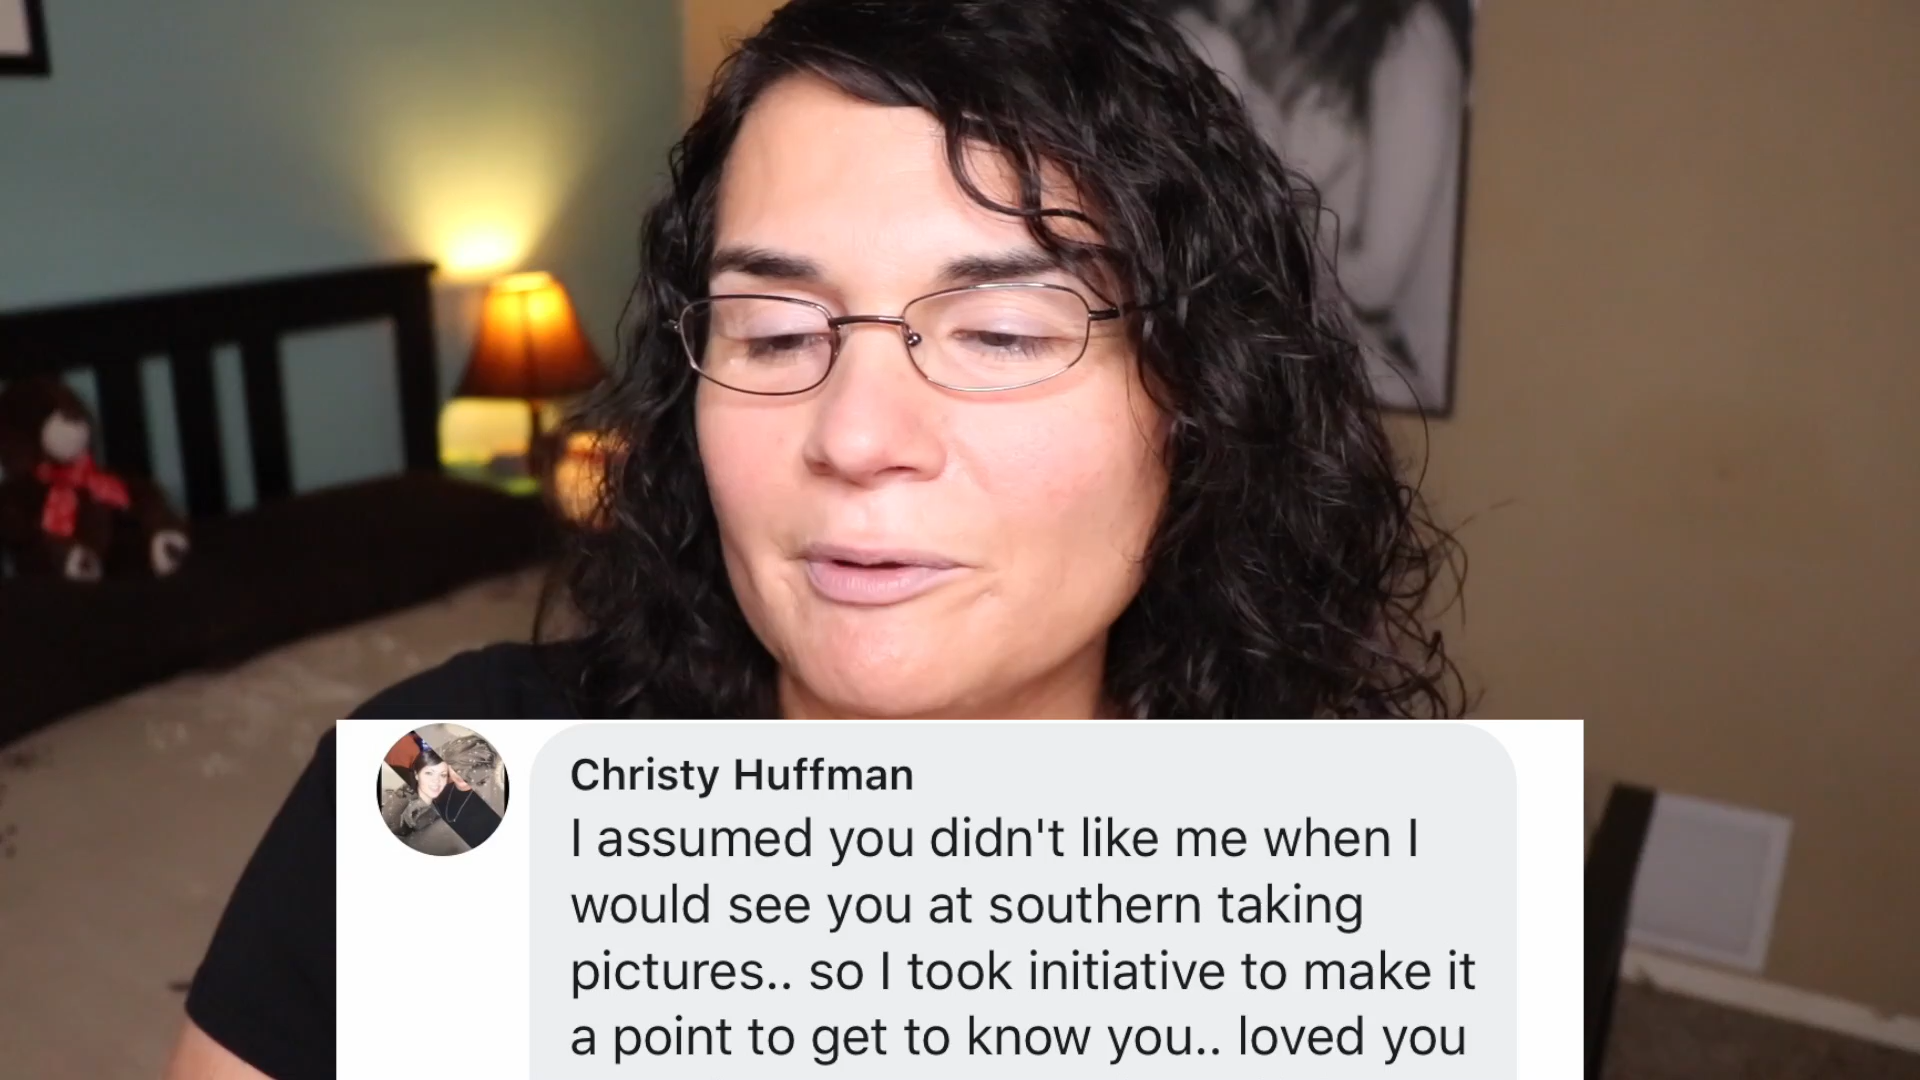 Christy Huffman
I assumed you didn't like me when I
would see you at southern taking
pictures.. so I took initiative to make it
a point to get to know you.. loved you